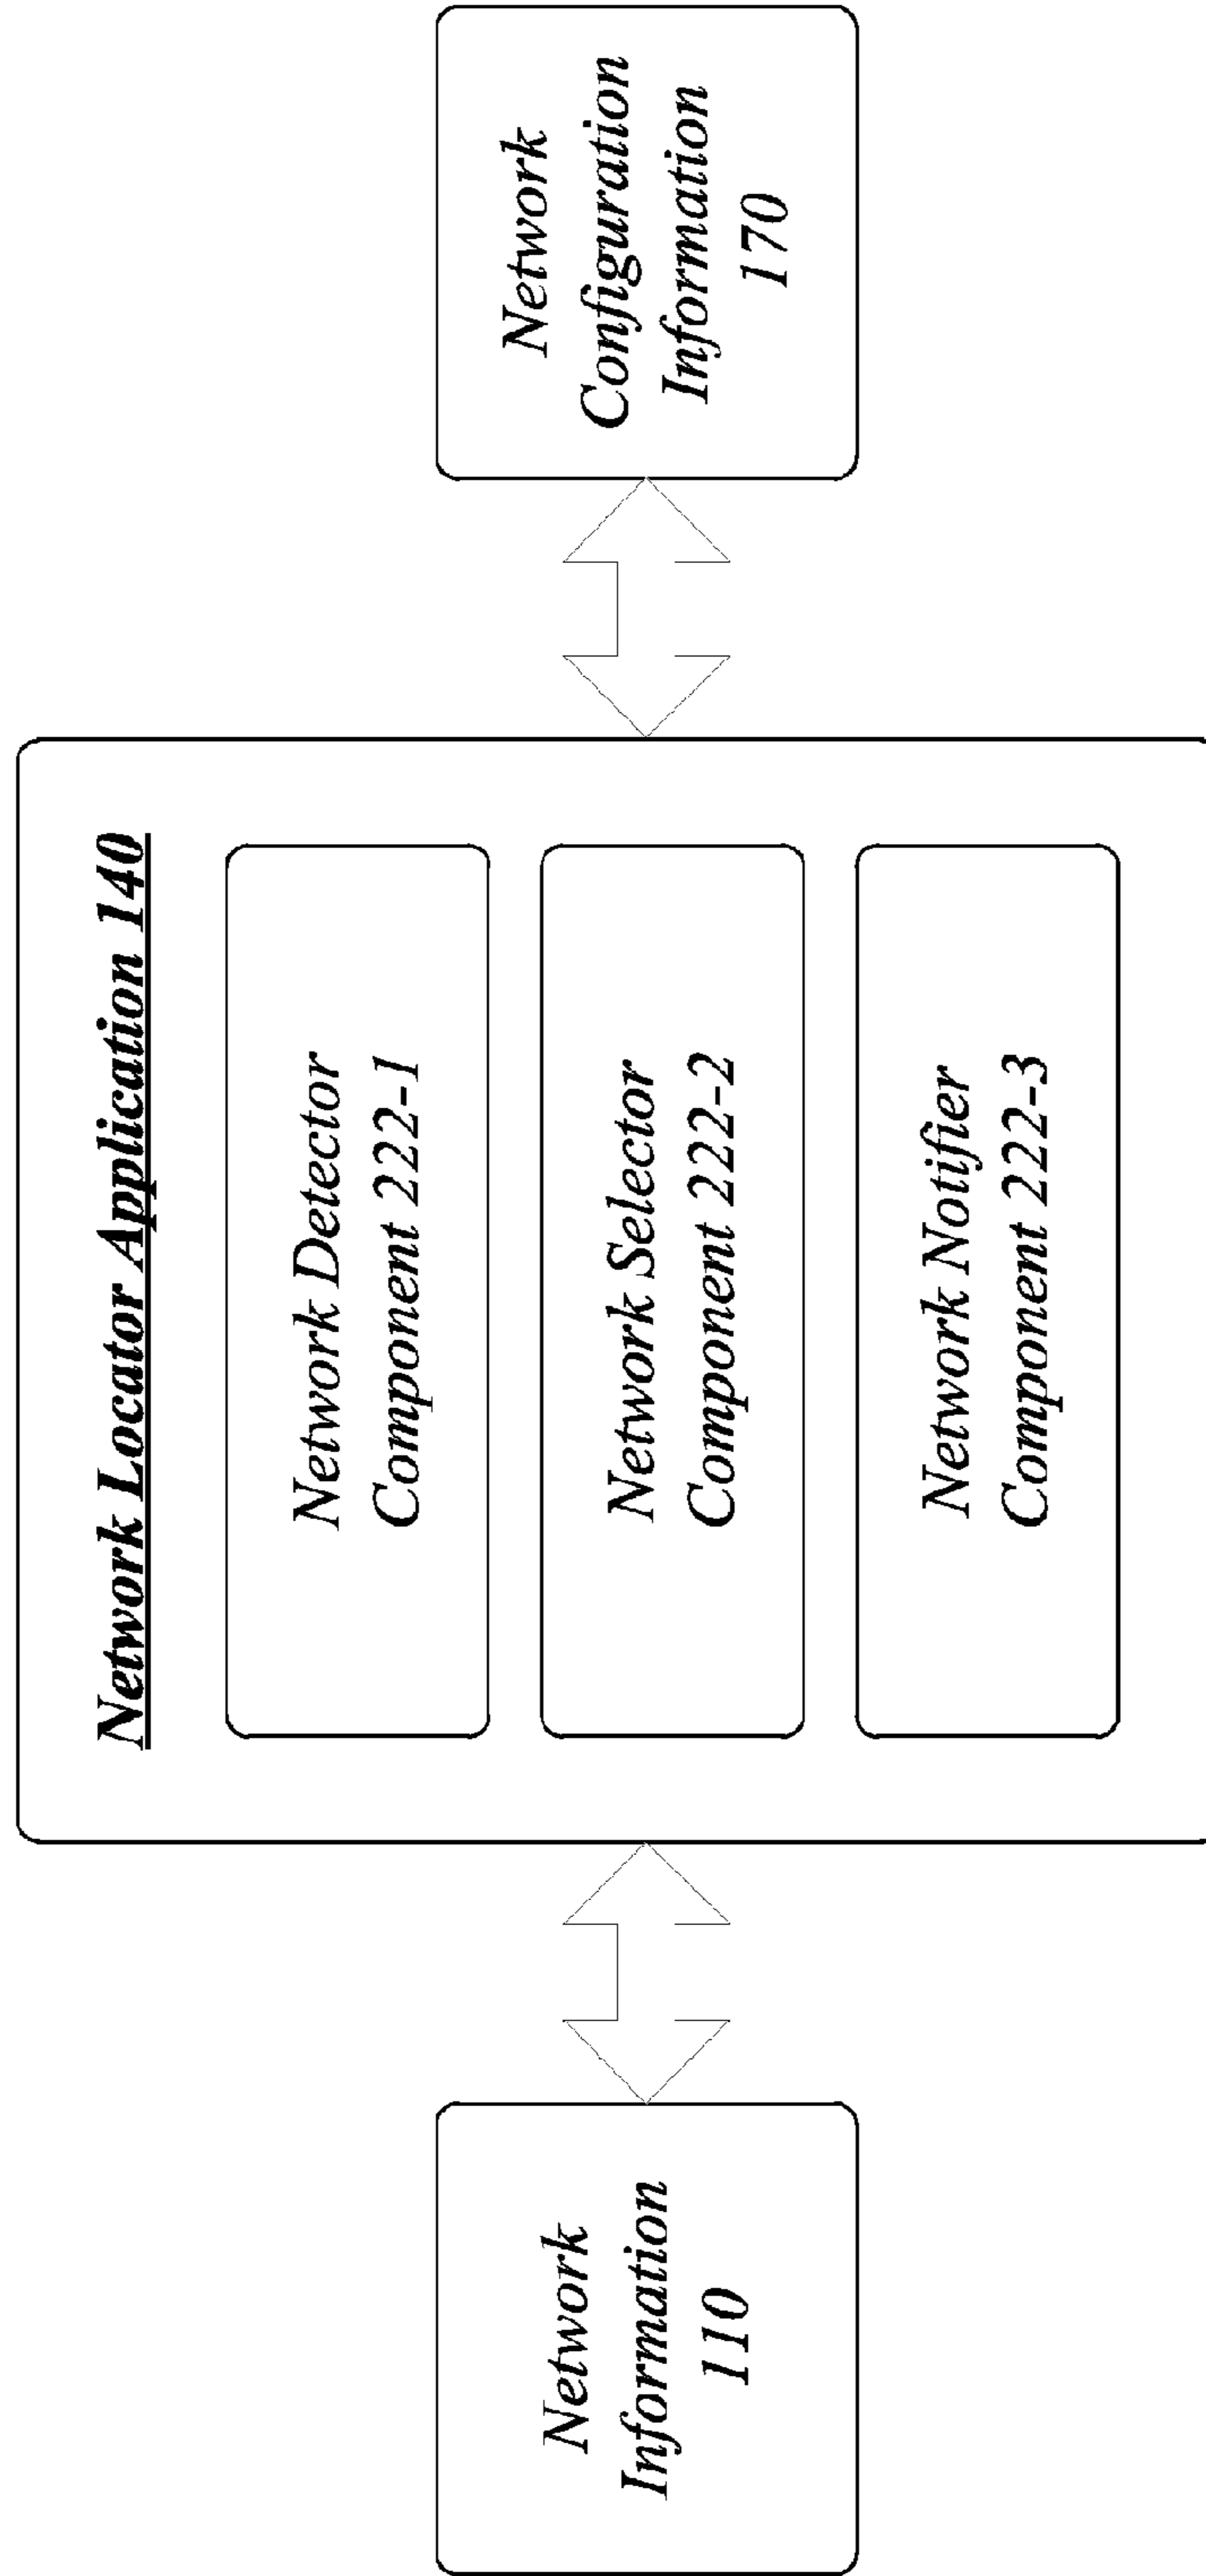 Network
Information
110
Network Locator Application 140
Network Detector
Component 222-1
Network Selector
Component 222-2
Network Notifier
Component 222-3
Network
Configuration
Information
170